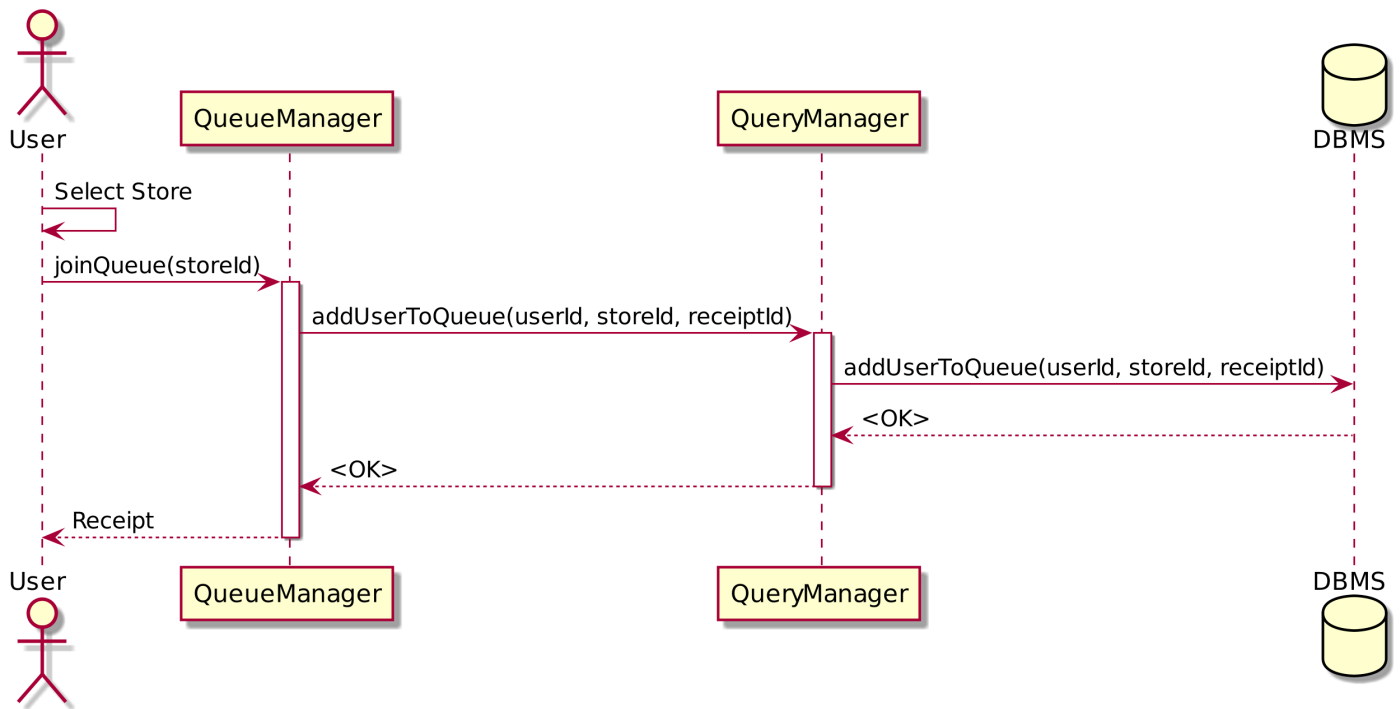 User
QueueManager
QueryManager
DBMS
Select Store
joinQueue(storeId)
addUserToQueue(userId, storeId, receiptId)
addUserToQueue(userId, storeId, receiptId)
<OK>
<OK>
Receipt
User
QueueManager
QueryManager
DBMS